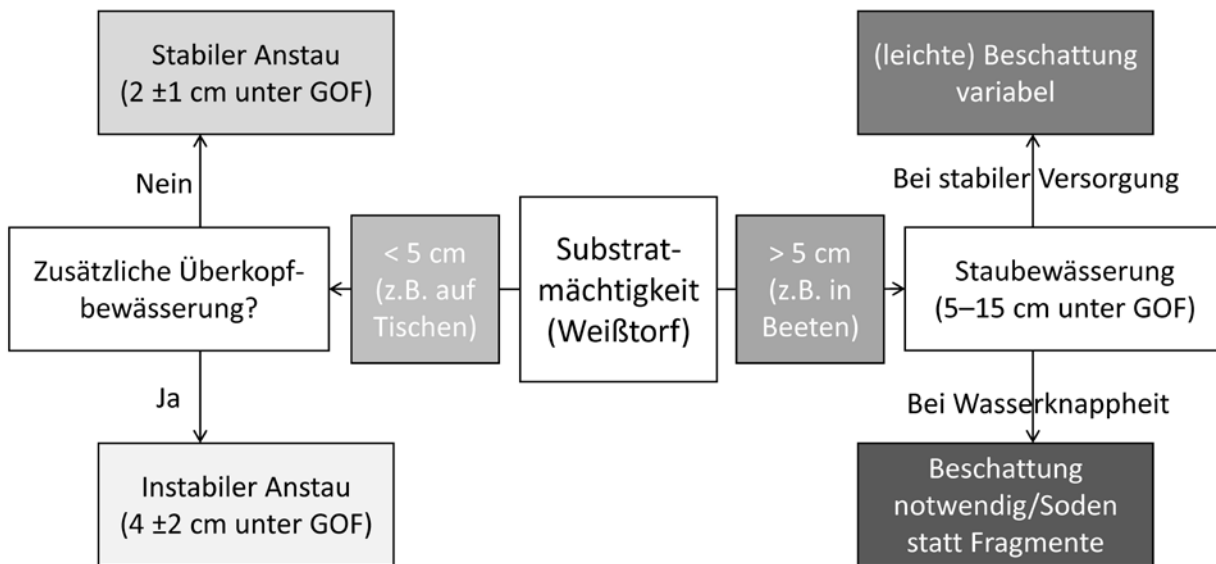 Stabiler Anstau
(2 ±1 cm unter GOF)
(leichte) Beschattung
variabel
Nein
Bei stabiler Versorgung
Zusätzliche Überkopf-
bewässerung?
< 5 cm
(z.B. auf
Tischen)
Substrat-
mächtigkeit
(Weißtorf)
> 5 cm
(z.B. in
Beeten)
Staubewässerung
(5–15 cm unter GOF)
Ja
Bei Wasserknappheit
Instabiler Anstau
(4 ±2 cm unter GOF)
Beschattung
notwendig/Soden
statt Fragmente